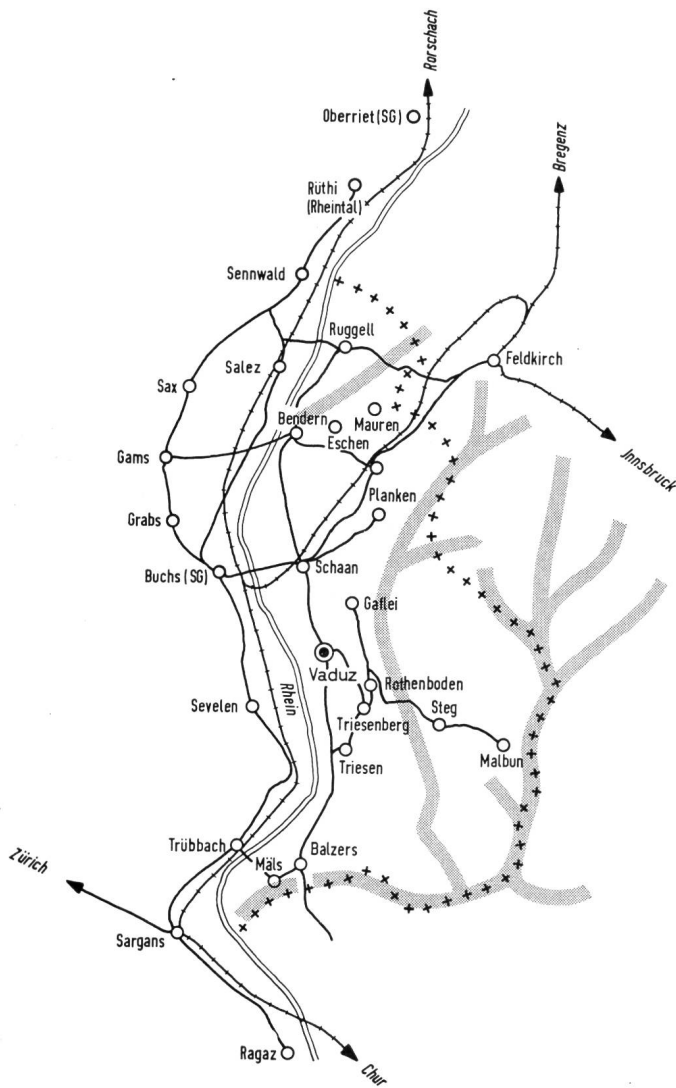 Rorschach
Oberriet (SG)
Bregenz
Rüthi
(Rheintal)
Sennwald
Ruggell
Feldkirch
Salez
Sax
Mauren
Bendern
Eschen
Gams
Innsbruck
Planken
Grabs
Schaan
Buchs (SG)
Gaflei
Vaduz
Rothenboden
Rhein
Sevelen
Steg
Triesenberg
Malbun
Triesen
Trübbach
Balzers
Mäls
Zürich
Sargans
Ragaz
Chur